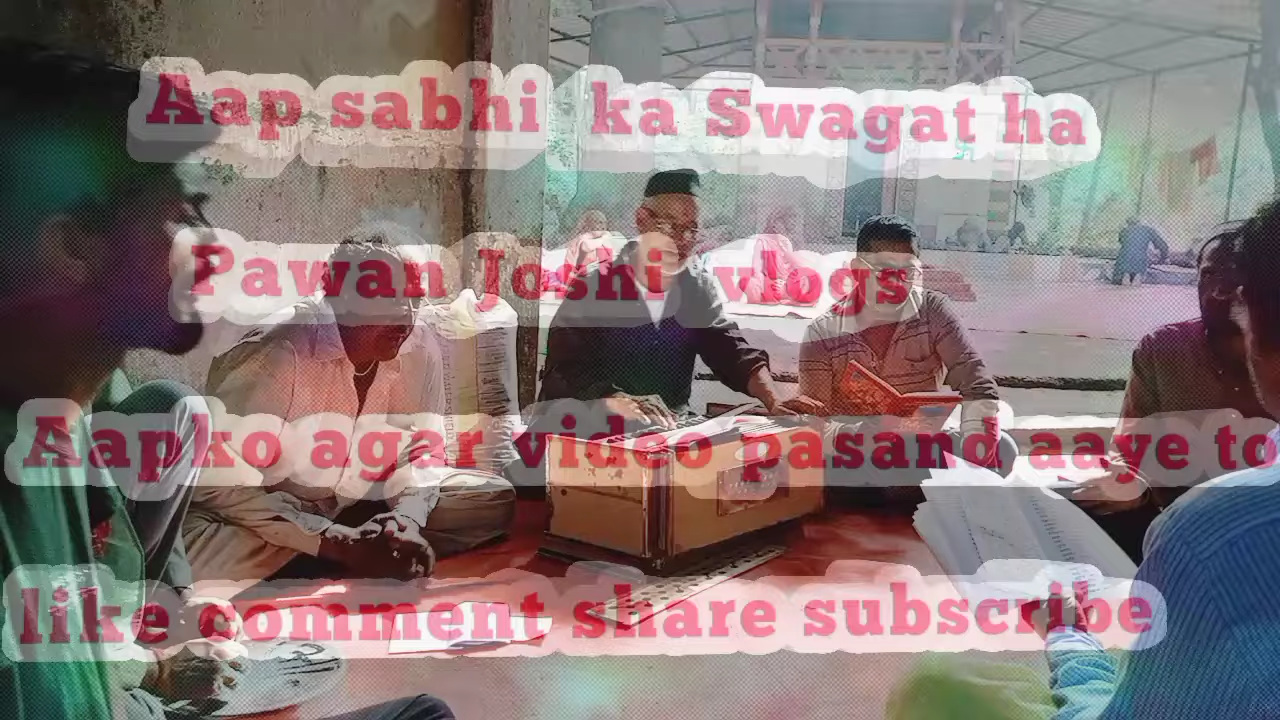 Aap sabhi ka Swagat ha
Pawan Joshi vlogs
Aapko agar video pasand aaye to
like comment share subscribe